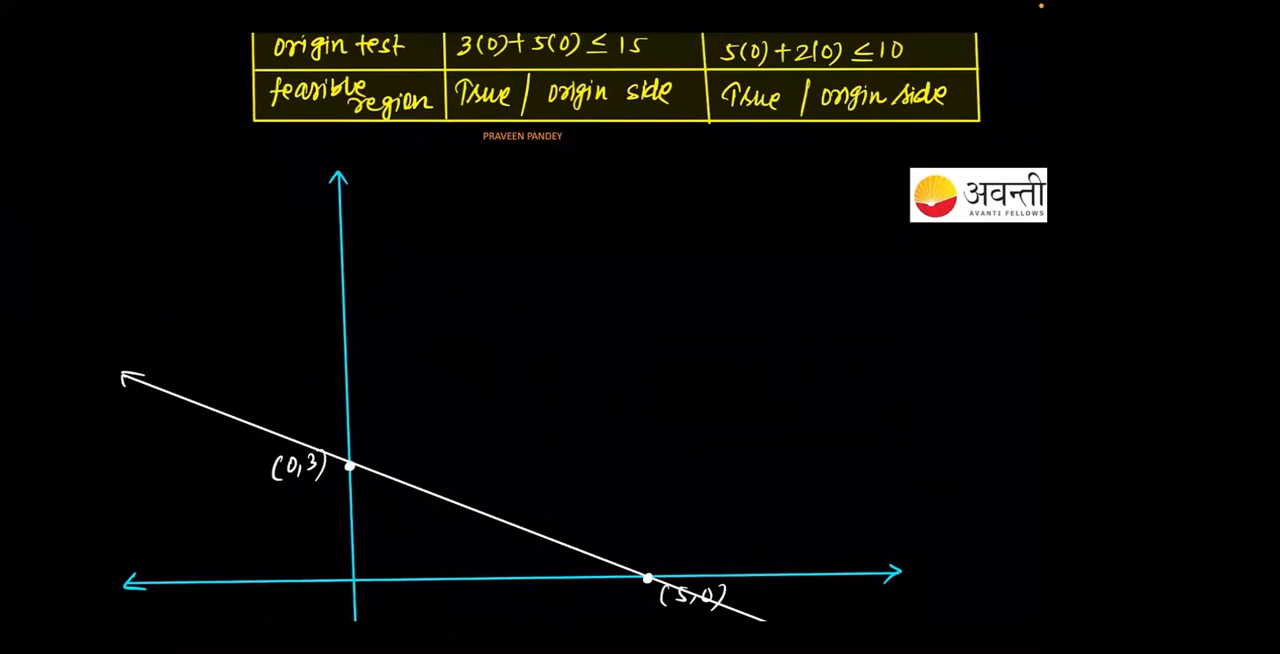 origin test 3(0)+5(0) ≤ 15 5(0)+2(0) ≤ 10
feasible region True / origin side True / origin side
PRAVEEN PANDEY
अवन्ती
AVANTI FELLOWS
(0,3)
(5,0)